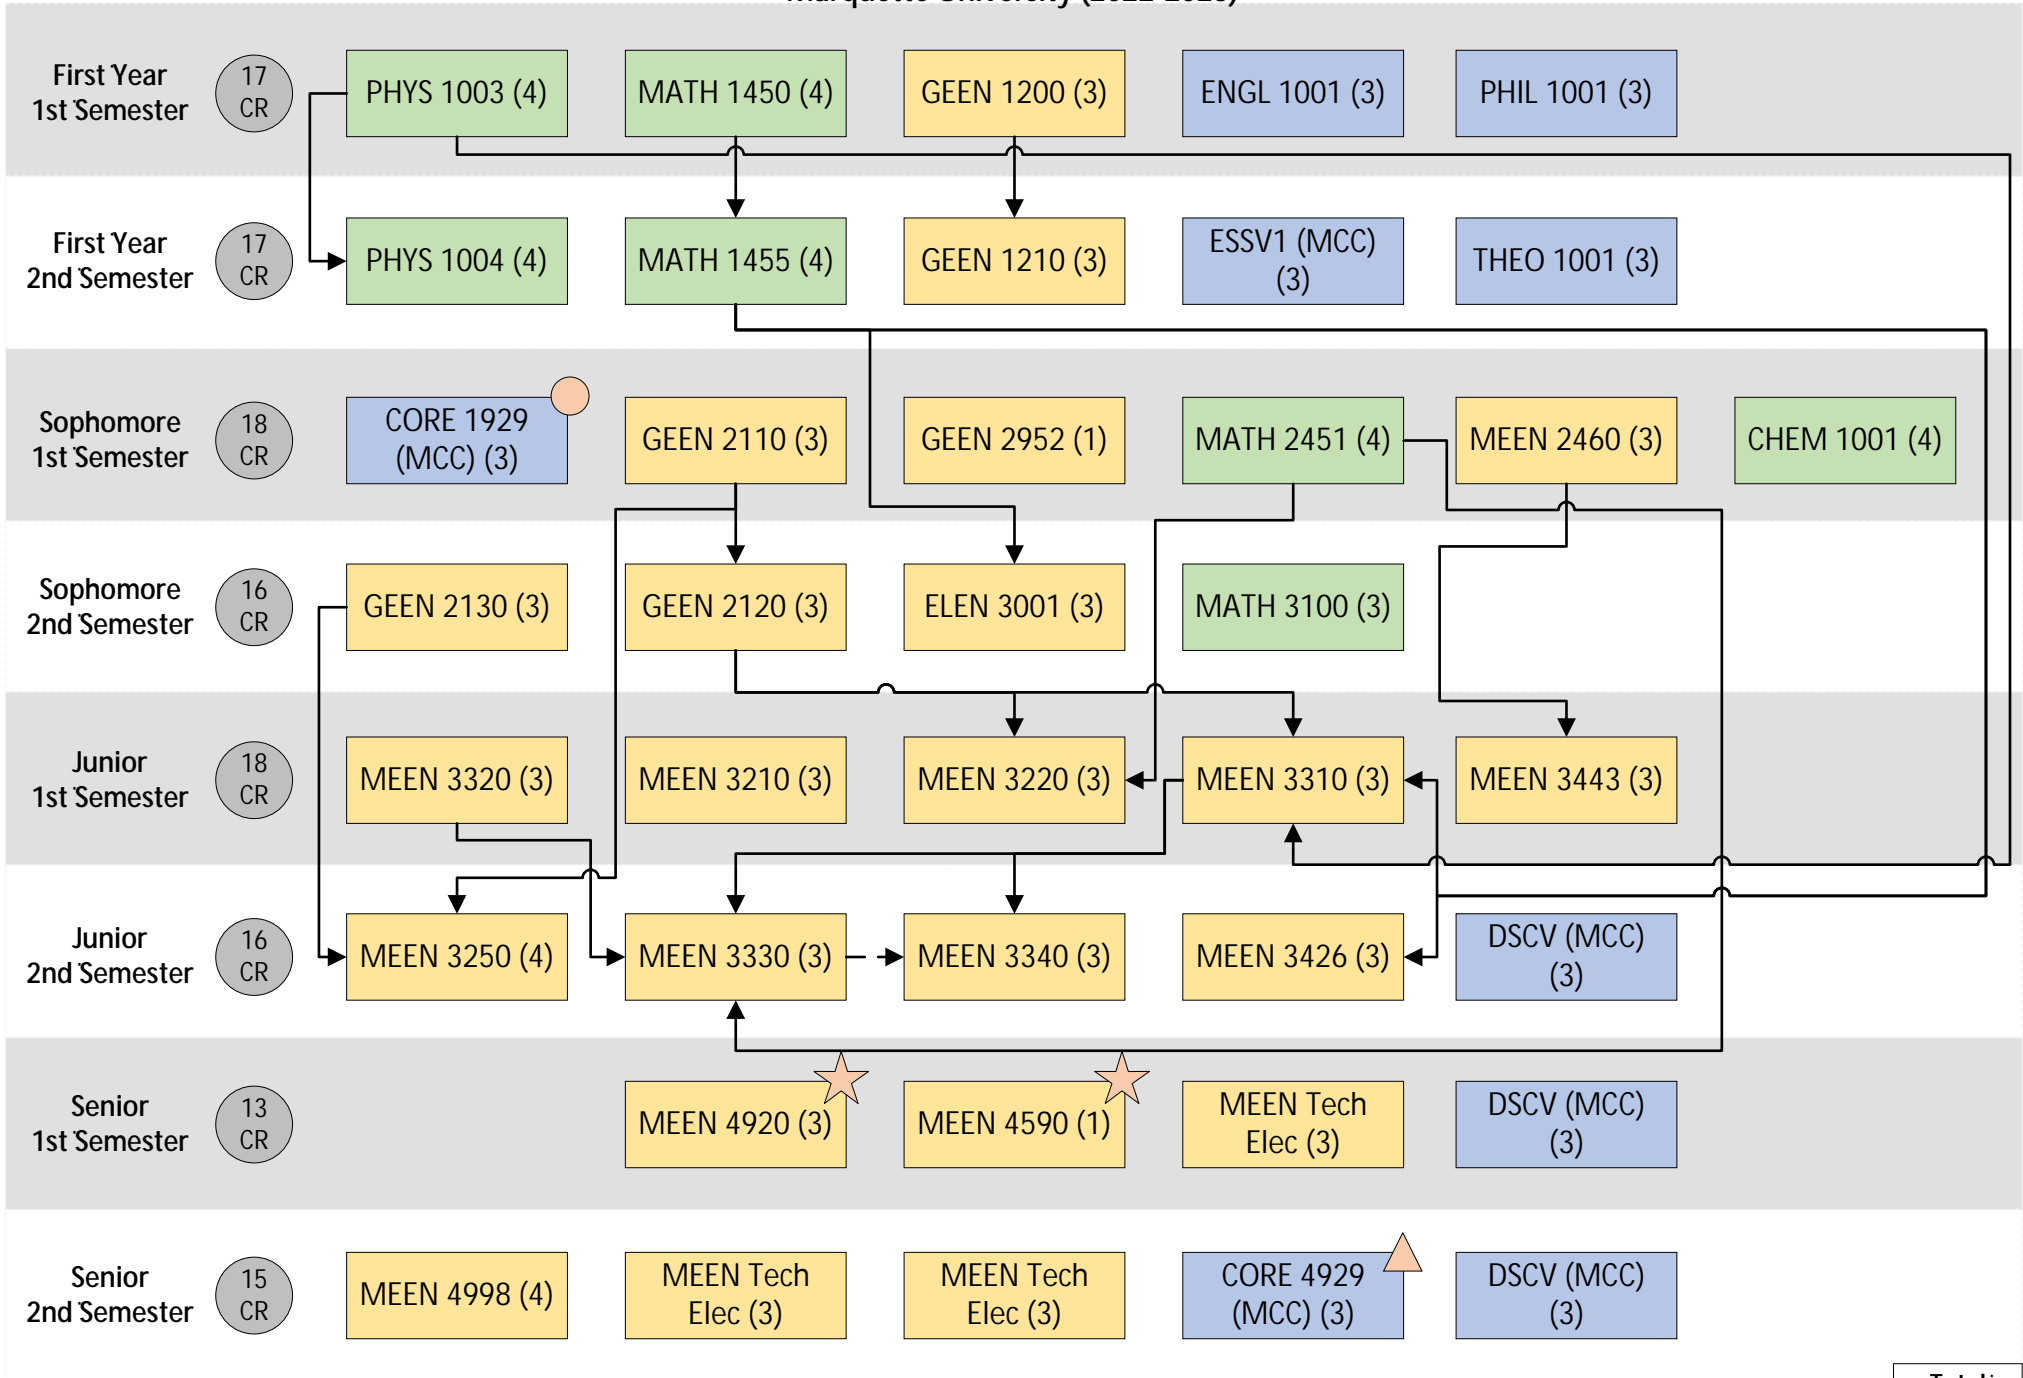 Marquette University (2022-2023)
First Year
1st Semester
17
CR
PHYS 1003 (4)
MATH 1450 (4)
GEEN 1200 (3)
ENGL 1001 (3)
PHIL 1001 (3)
First Year
2nd Semester
17
CR
PHYS 1004 (4)
MATH 1455 (4)
GEEN 1210 (3)
ESSV1 (MCC)
(3)
THEO 1001 (3)
Sophomore
1st Semester
18
CR
CORE 1929
(MCC) (3)
GEEN 2110 (3)
GEEN 2952 (1)
MATH 2451 (4)
MEEN 2460 (3)
CHEM 1001 (4)
Sophomore
2nd Semester
16
CR
GEEN 2130 (3)
GEEN 2120 (3)
ELEN 3001 (3)
MATH 3100 (3)
Junior
1st Semester
18
CR
MEEN 3320 (3)
MEEN 3210 (3)
MEEN 3220 (3)
MEEN 3310 (3)
MEEN 3443 (3)
Junior
2nd Semester
16
CR
MEEN 3250 (4)
MEEN 3330 (3)
MEEN 3340 (3)
MEEN 3426 (3)
DSCV (MCC)
(3)
Senior
1st Semester
13
CR
MEEN 4920 (3)
MEEN 4590 (1)
MEEN Tech
Elec (3)
DSCV (MCC)
(3)
Senior
2nd Semester
15
CR
MEEN 4998 (4)
MEEN Tech
Elec (3)
MEEN Tech
Elec (3)
CORE 4929
(MCC) (3)
DSCV (MCC)
(3)